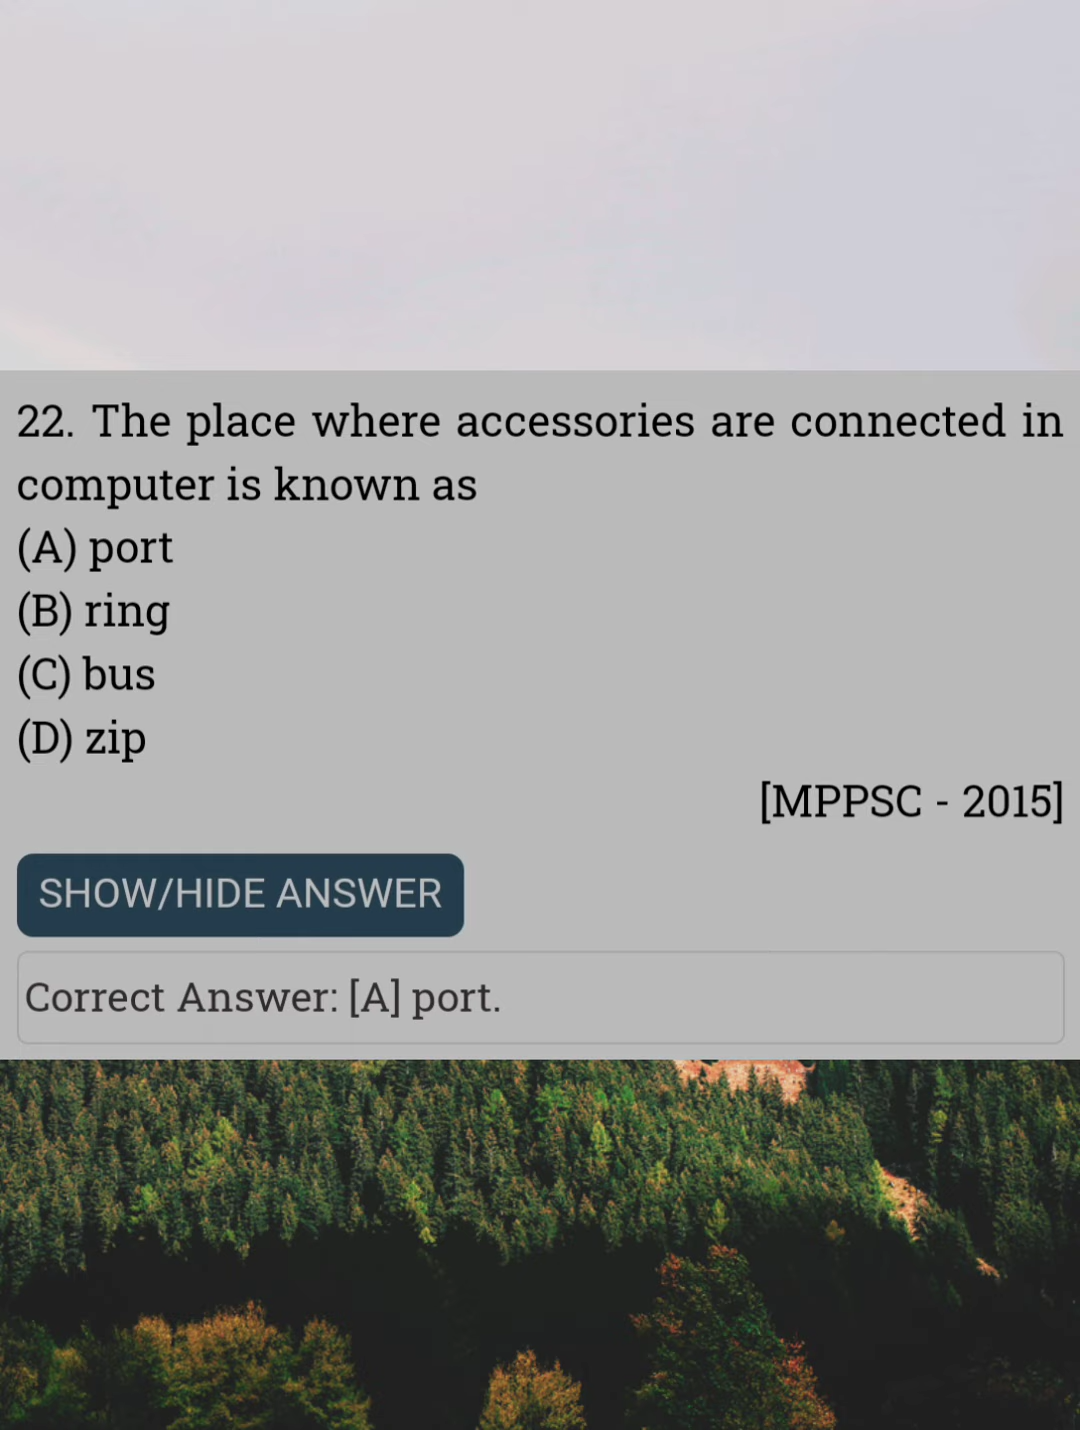 22. The place where accessories are connected in
computer is known as
(A) port
(B) ring
(C) bus
(D) zip
[MPPSC - 2015]
SHOW/HIDE ANSWER
Correct Answer: [A] port.